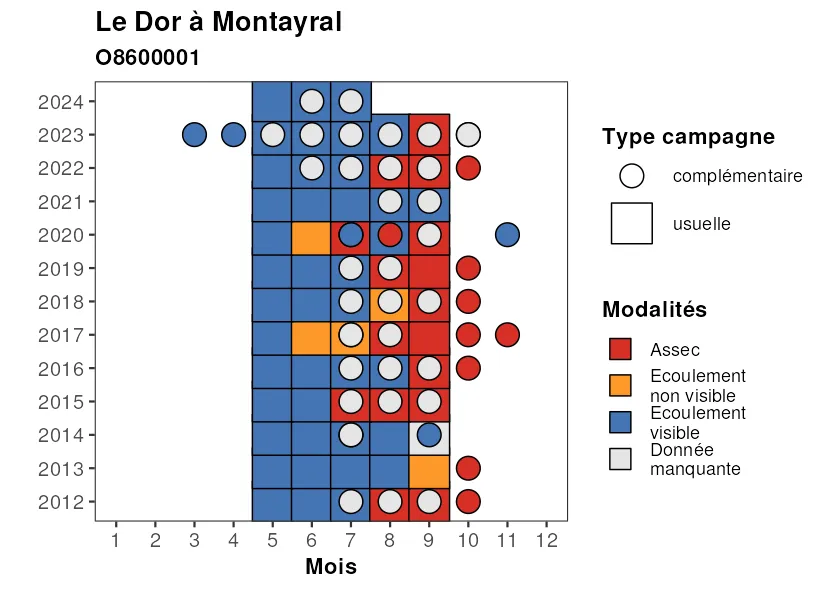 Le Dor à Montayral
O8600001
2024
2023
2022
2021
2020
2019
2018
2017
2016
2015
2014
2013
2012
1 2 3 4 5 6 7 8 9 10 11 12
Mois
Type campagne
complémentaire
usuelle
Modalités
Assec
Ecoulement
non visible
Ecoulement
visible
Donnée
manquante